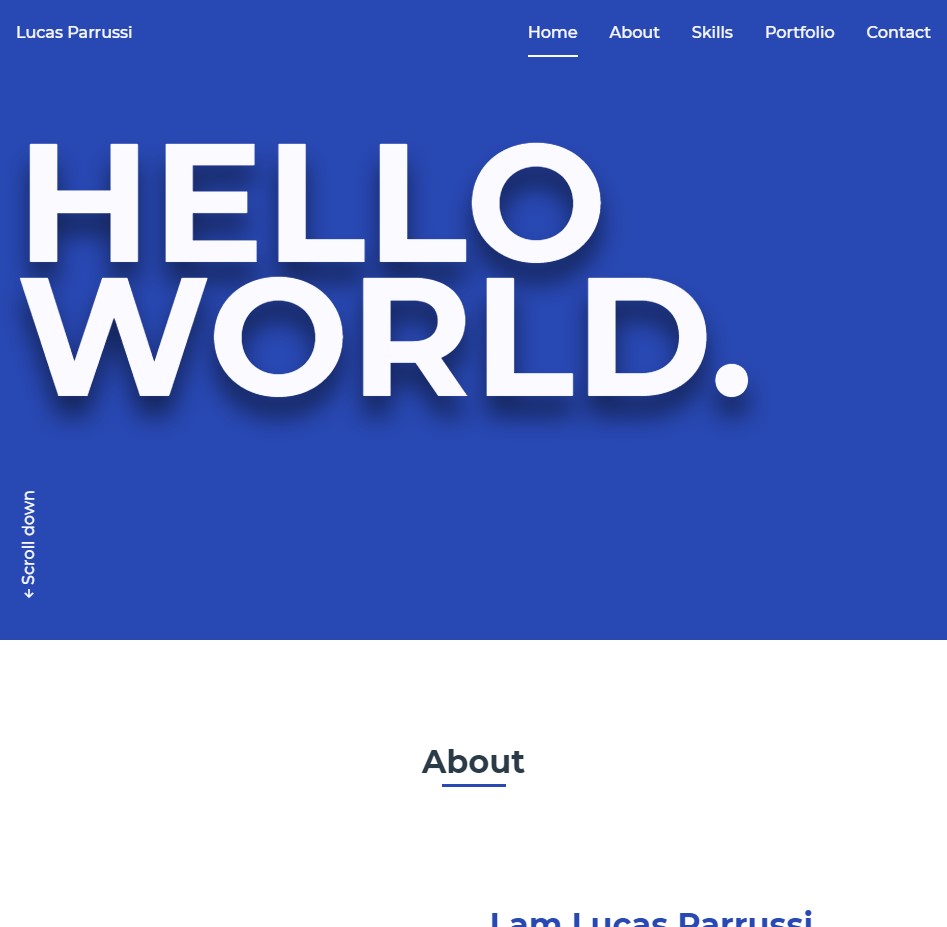 Lucas Parrussi
Home About Skills Portfolio Contact
HELLO
WORLD.
← Scroll down
About
I am Lucas Parrussi